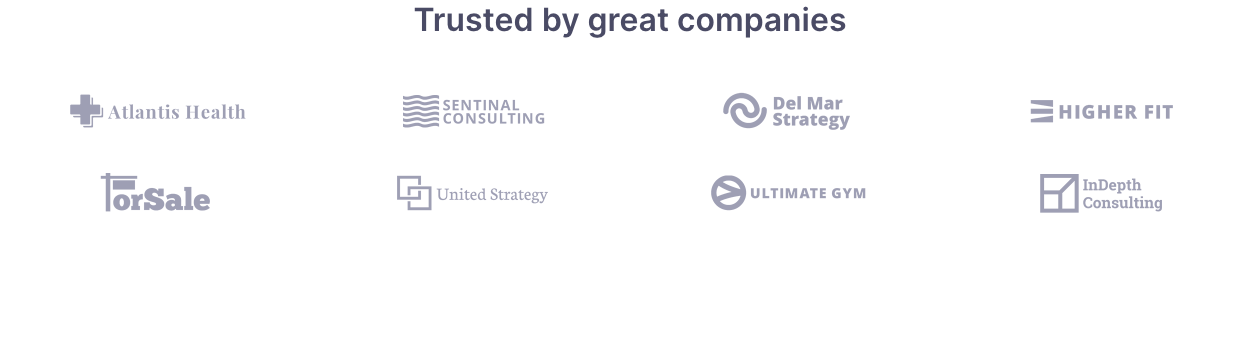 Trusted by great companies
Atlantis Health
SENTINAL
CONSULTING
Del Mar
Strategy
HIGHER FIT
ForSale
United Strategy
ULTIMATE GYM
InDepth
Consulting